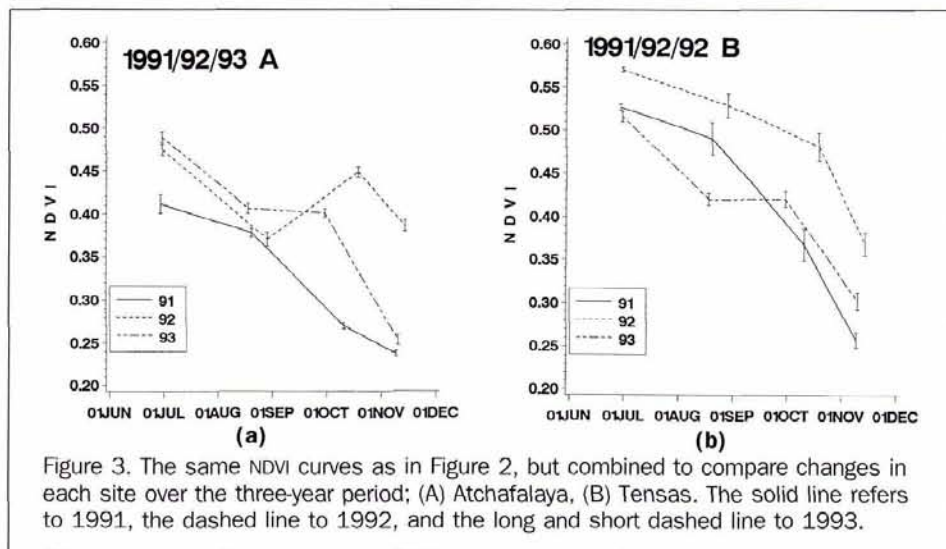 1991/92/93 A
0.60
0.55
0.50
0.45
0.40
0.35
0.30
0.25
0.20
NDVI
91
92
93
01JUN 01JUL 01AUG 01SEP 01OCT 01NOV 01DEC
(a)
1991/92/92 B
0.60
0.55
0.50
0.45
0.40
0.35
0.30
0.25
0.20
NDVI
91
92
93
01JUN 01JUL 01AUG 01SEP 01OCT 01NOV 01DEC
(b)
Figure 3. The same NDVI curves as in Figure 2, but combined to compare changes in
each site over the three-year period; (A) Atchafalaya, (B) Tensas. The solid line refers
to 1991, the dashed line to 1992, and the long and short dashed line to 1993.